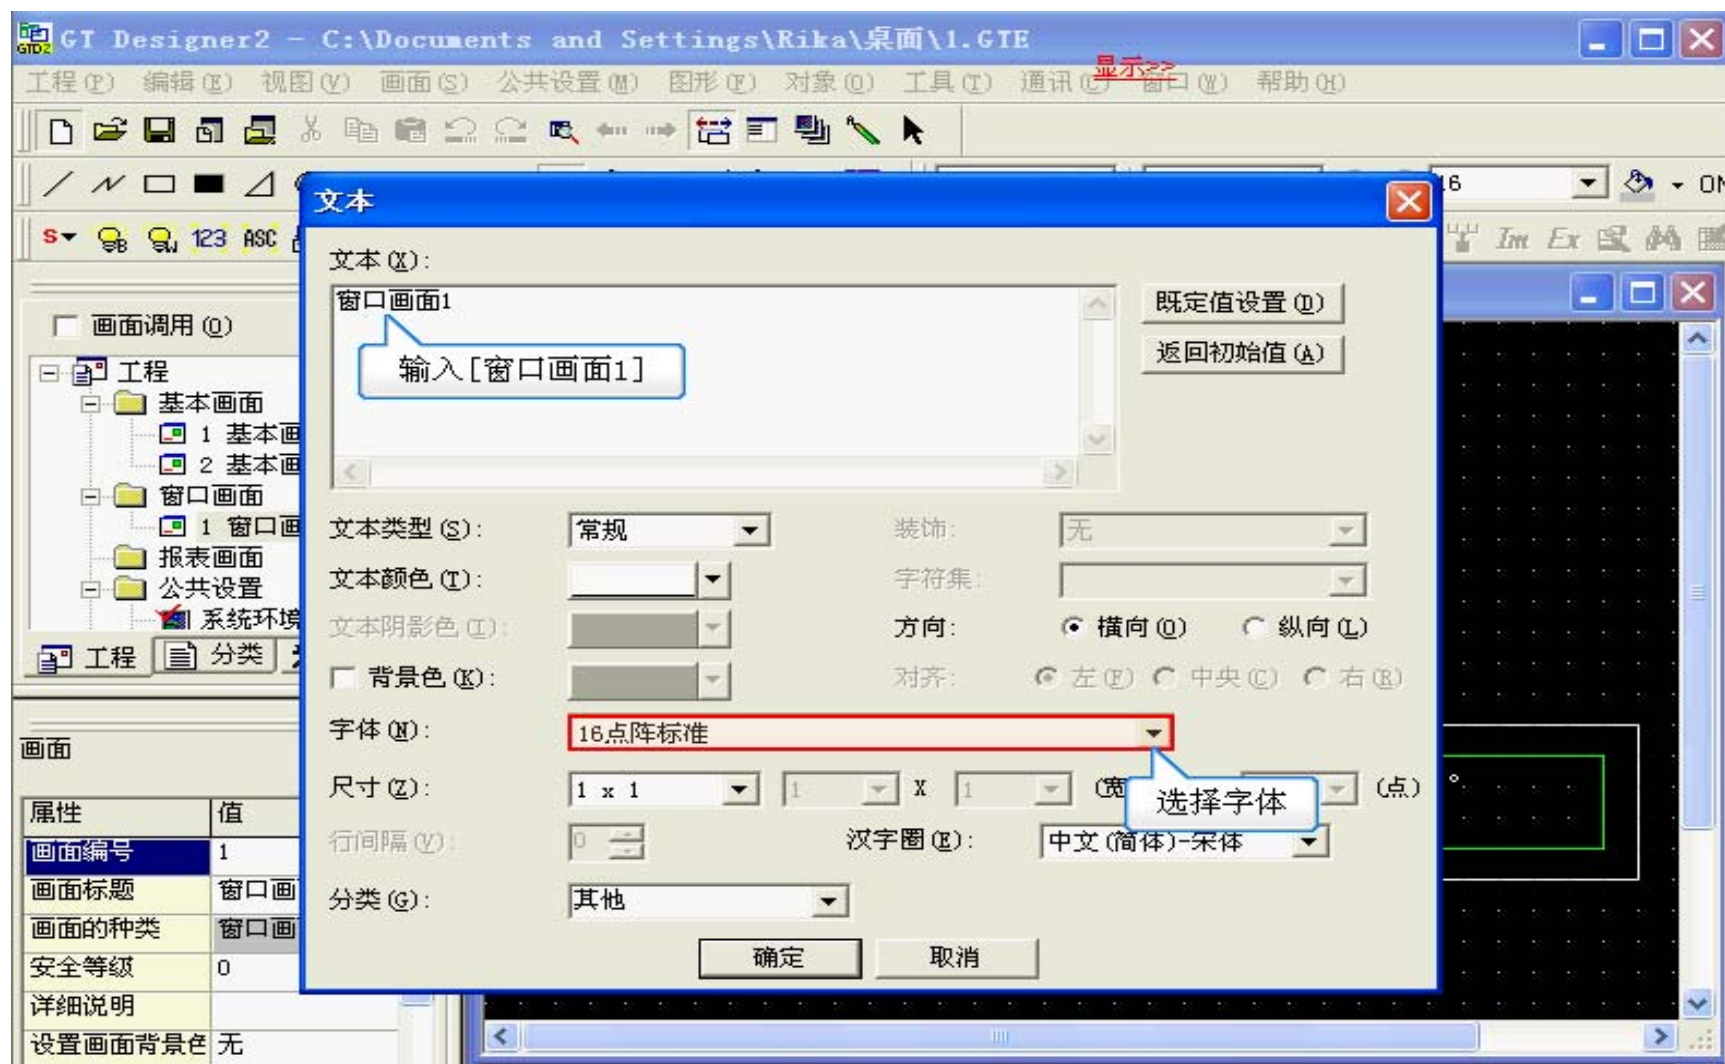 GT Designer2 - C:\Documents and Settings\Rika\桌面\1.GTE
工程(P) 编辑(E) 视图(V) 画面(S) 公共设置(M) 图形(F) 对象(O) 工具(T) 通讯(C) 窗口(W) 帮助(H)
显示>>
16
ON
S 123 ASC
Im Ex
文本
文本(X):
窗口画面1
输入[窗口画面1]
既定值设置(D)
返回初始值(A)
画面调用(O)
工程
基本画面
1 基本画
2 基本画
窗口画面
1 窗口画
报表画面
公共设置
系统环境
工程 分类
文本类型(S): 常规 装饰: 无
文本颜色(T): 字符集:
文本阴影色(I): 方向: 横向(O) 纵向(L)
背景色(K): 对齐: 左(F) 中央(C) 右(R)
字体(N): 16点阵标准
尺寸(Z): 1 x 1 1 X 1 (宽 (点)
选择字体
行间隔(V): 0 汉字圈(E): 中文(简体)-宋体
分类(G): 其他
确定 取消
画面
属性 值
画面编号 1
画面标题 窗口画
画面的种类 窗口画
安全等级 0
详细说明
设置画面背景色 无